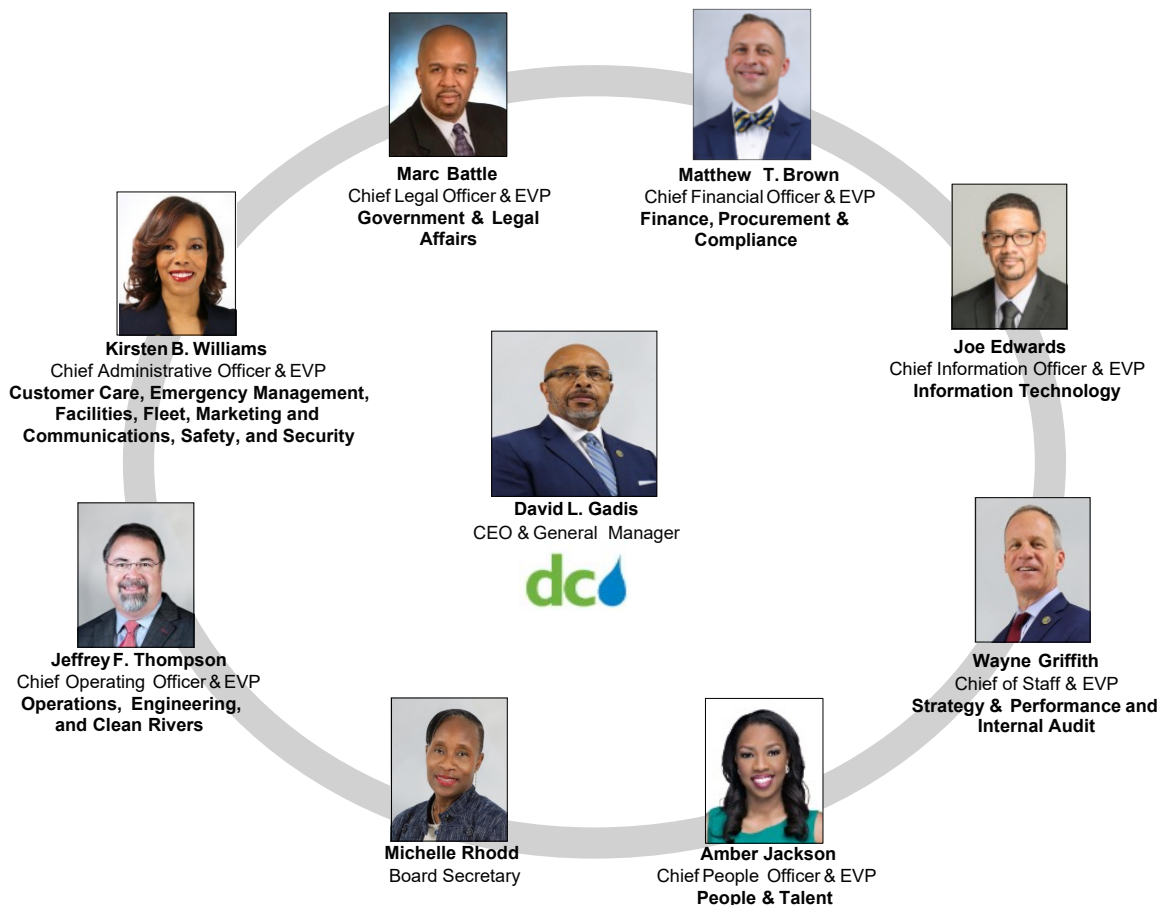 Marc Battle
Chief Legal Officer & EVP
Government & Legal
Affairs
Matthew T. Brown
Chief Financial Officer & EVP
Finance, Procurement &
Compliance
Kirsten B. Williams
Chief Administrative Officer & EVP
Customer Care, Emergency Management,
Facilities, Fleet, Marketing and
Communications, Safety, and Security
Joe Edwards
Chief Information Officer & EVP
Information Technology
David L. Gadis
CEO & General Manager
dc
Jeffrey F. Thompson
Chief Operating Officer & EVP
Operations, Engineering,
and Clean Rivers
Wayne Griffith
Chief of Staff & EVP
Strategy & Performance and
Internal Audit
Michelle Rhodd
Board Secretary
Amber Jackson
Chief People Officer & EVP
People & Talent